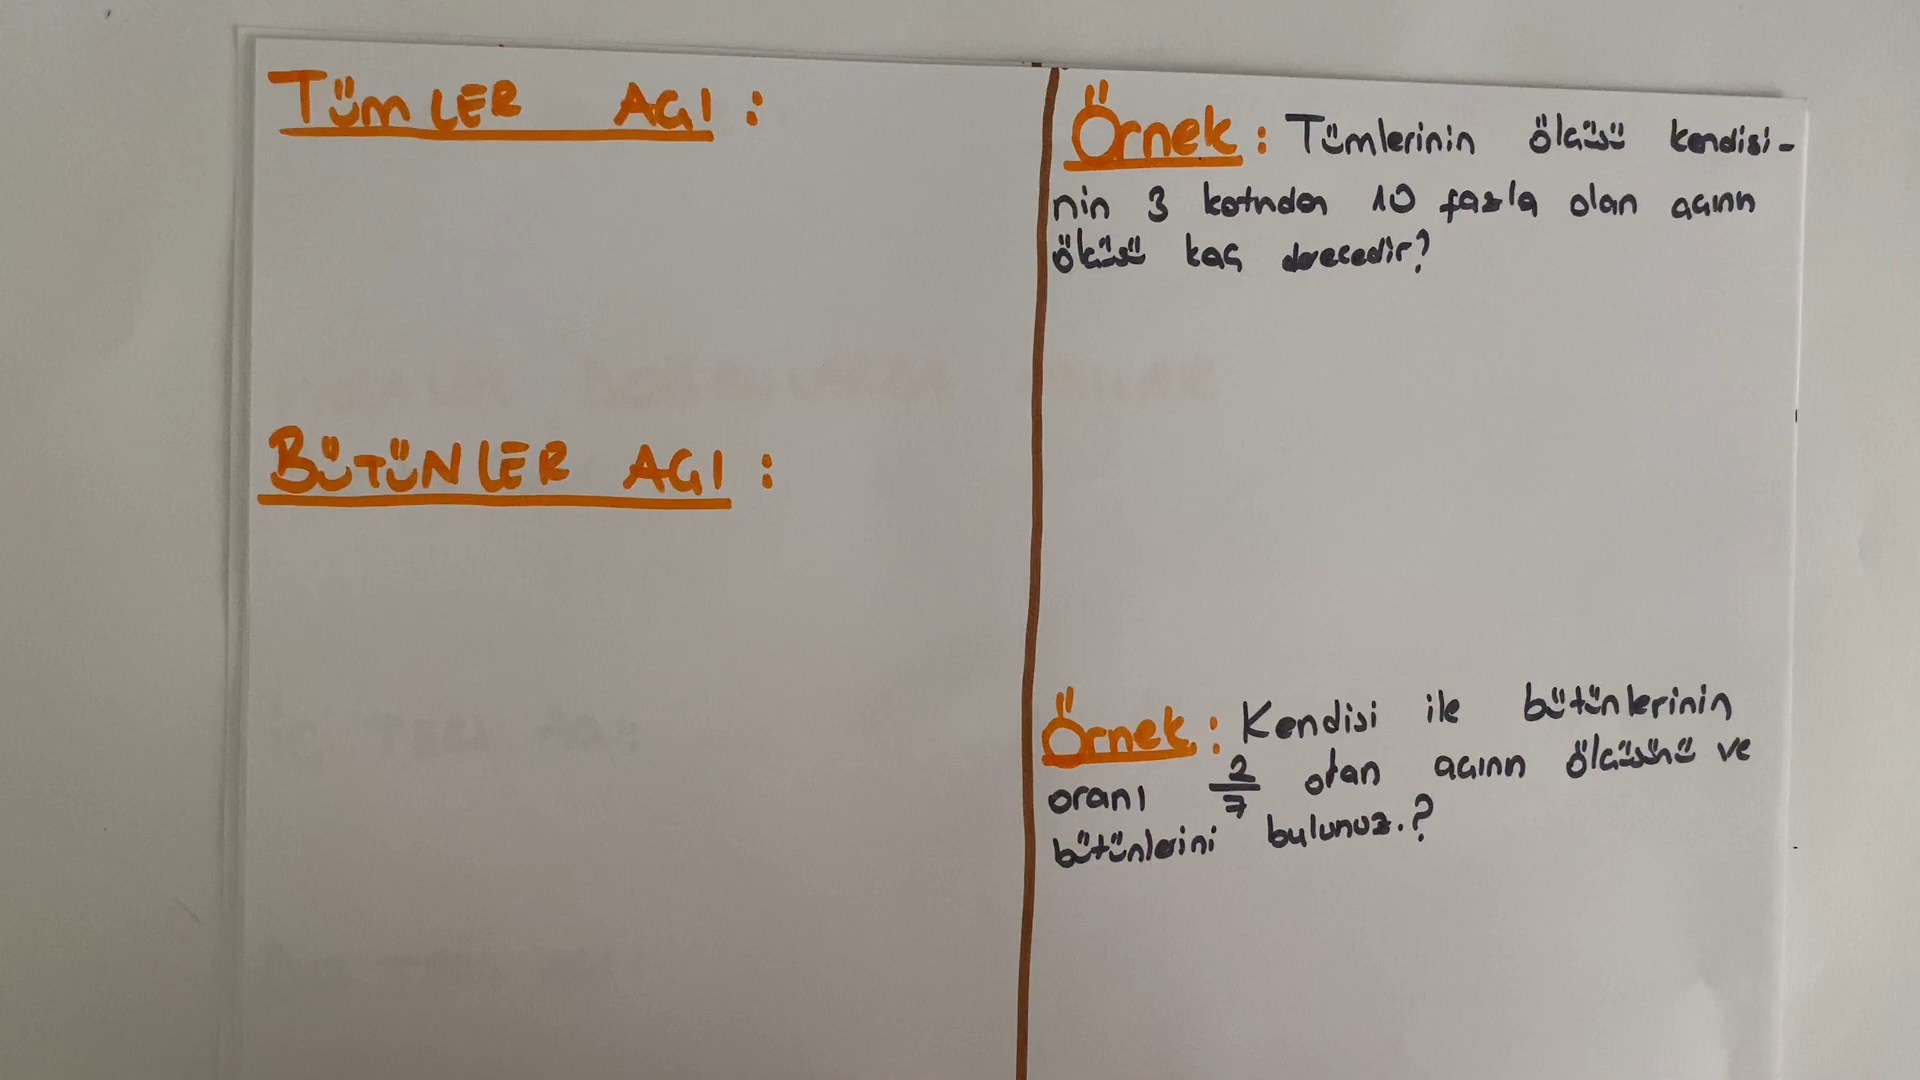 TÜMLER AÇI :
BÜTÜNLER AÇI :
Örnek : Tümlerinin ölçüsü kendisi-
nin 3 katından 10 fazla olan açının
ölçüsü kaç derecedir?
Örnek : Kendisi ile bütünlerinin
oranı 2/7 olan açının ölçüsünü ve
bütünlerini bulunuz.?